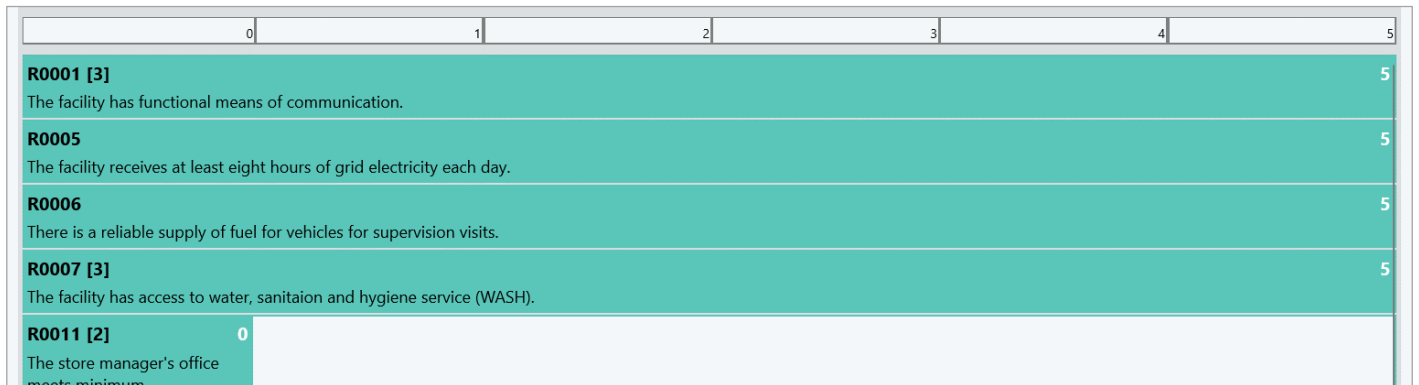 0 1 2 3 4 5
R0001 [3] 5
The facility has functional means of communication.
R0005 5
The facility receives at least eight hours of grid electricity each day.
R0006 5
There is a reliable supply of fuel for vehicles for supervision visits.
R0007 [3] 5
The facility has access to water, sanitaion and hygiene service (WASH).
R0011 [2] 0
The store manager's office
meets minimum